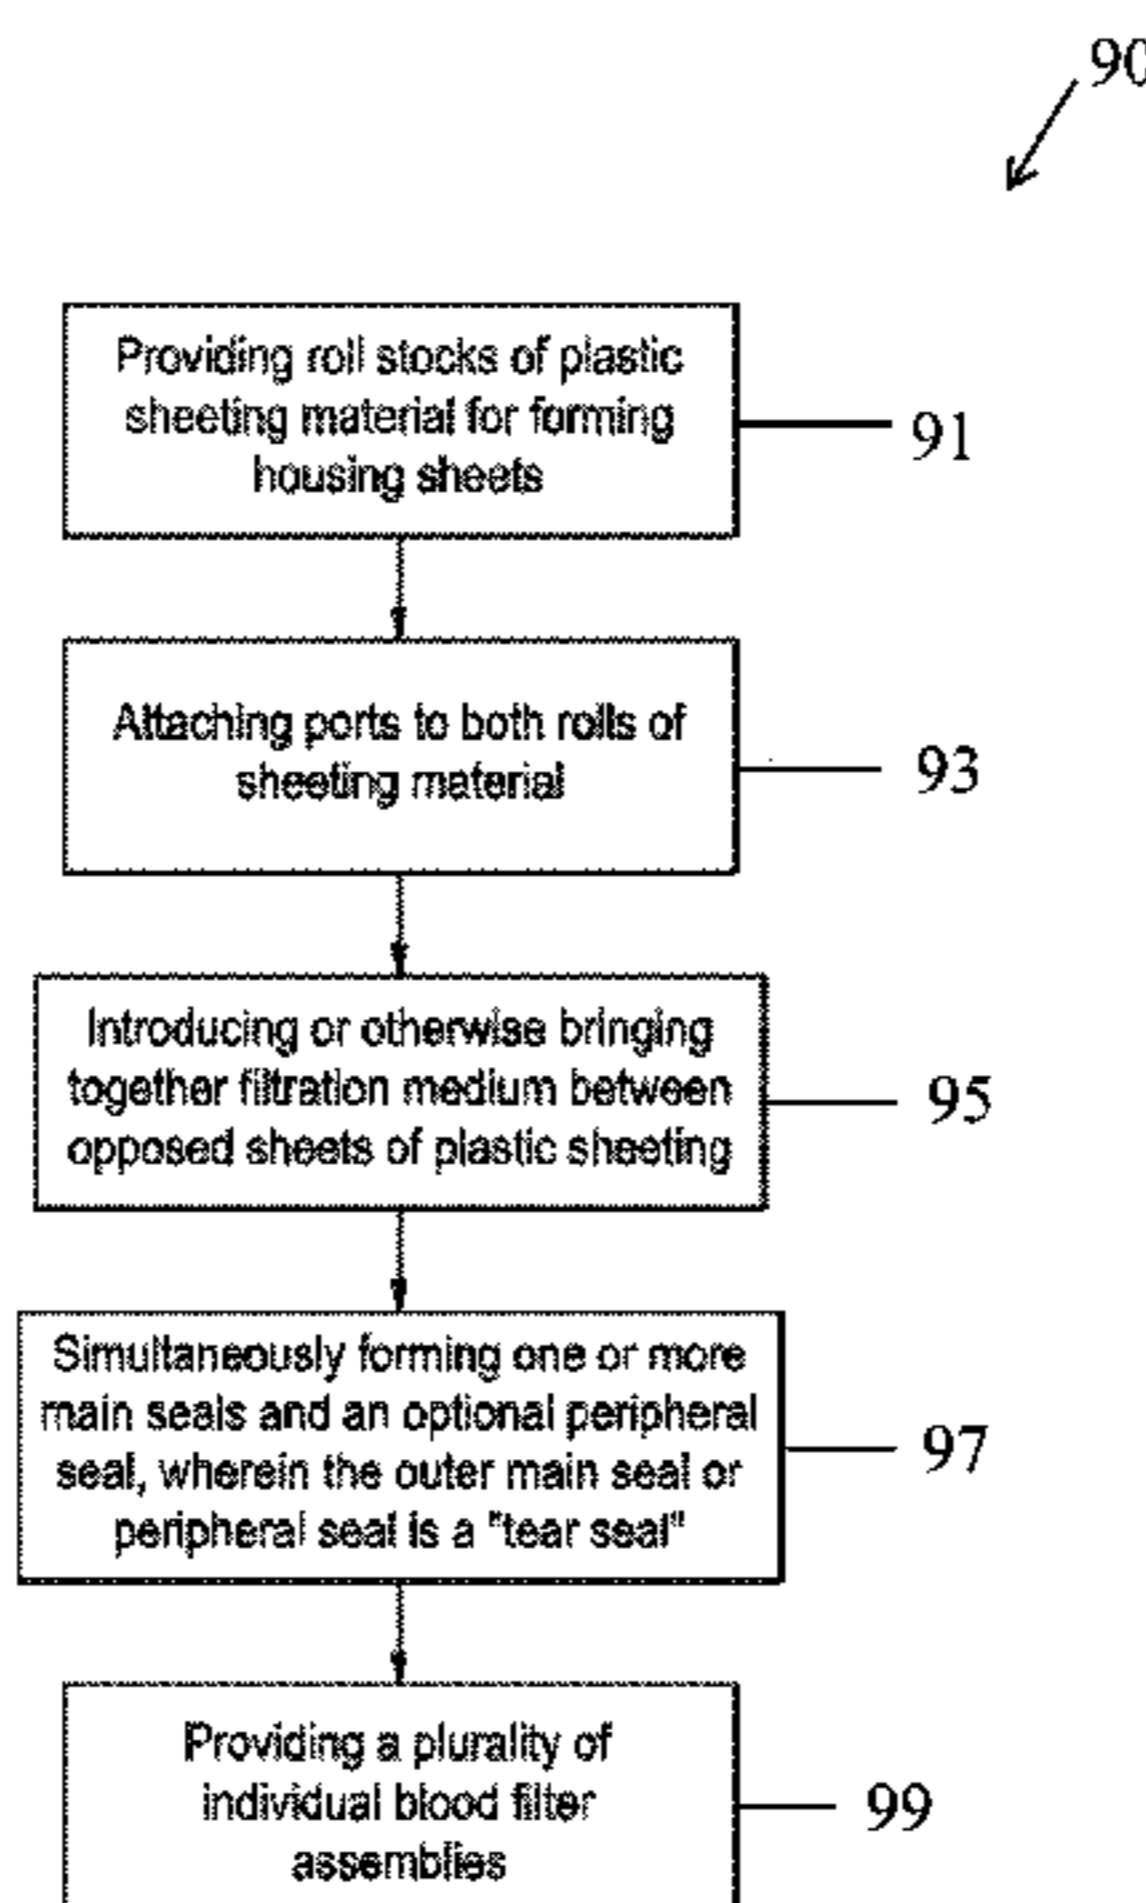 90
Providing roll stocks of plastic
sheeting material for forming
housing sheets
91
Attaching ports to both rolls of
sheeting material
93
Introducing or otherwise bringing
together filtration medium between
opposed sheets of plastic sheeting
95
Simultaneously forming one or more
main seals and an optional peripheral
seal, wherein the outer main seal or
peripheral seal is a "tear seal"
97
Providing a plurality of
individual blood filter
assemblies
99